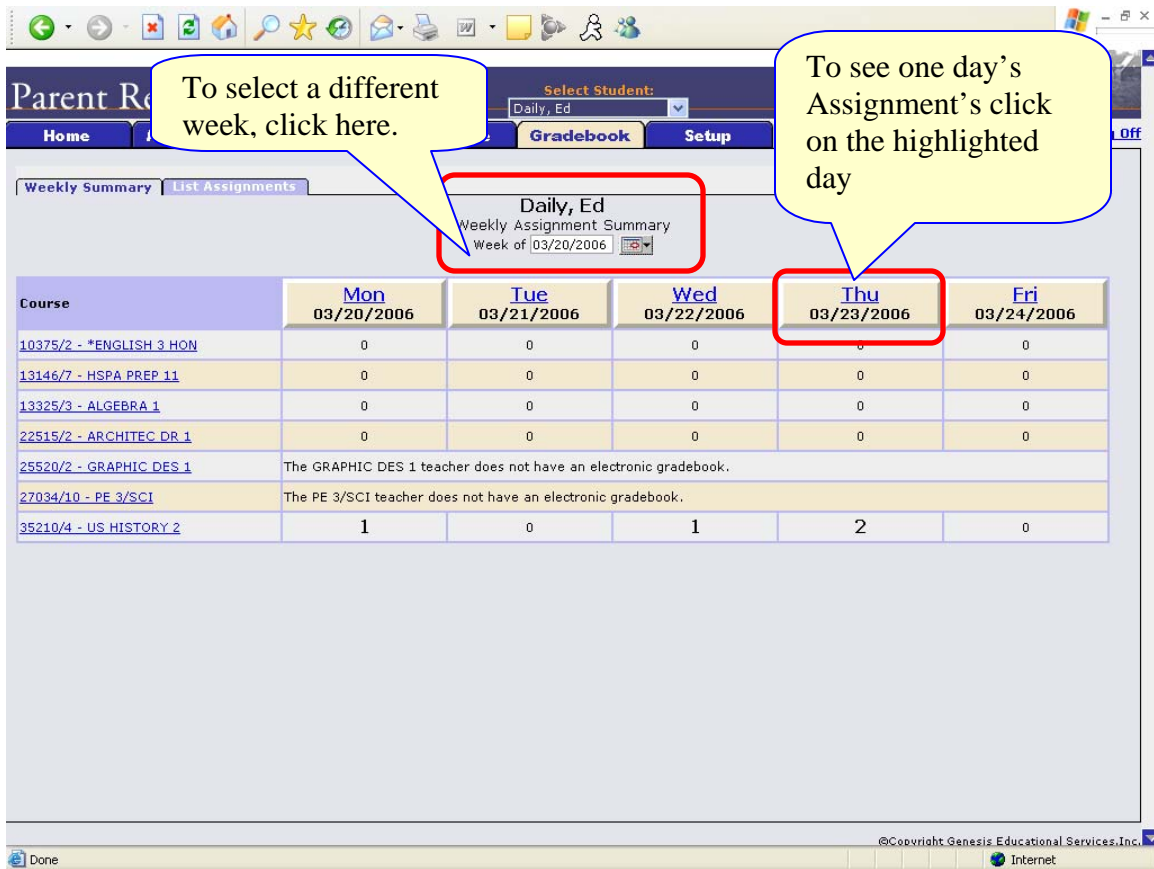 Parent Re
Select Student:
Daily, Ed
Home
Gradebook
Setup
Off
To select a different
week, click here.
To see one day's
Assignment's click
on the highlighted
day
Weekly Summary
List Assignments
Daily, Ed
Weekly Assignment Summary
Week of 03/20/2006
Course Mon 03/20/2006 Tue 03/21/2006 Wed 03/22/2006 Thu 03/23/2006 Fri 03/24/2006
10375/2 - *ENGLISH 3 HON 0 0 0 0 0
13146/7 - HSPA PREP 11 0 0 0 0 0
13325/3 - ALGEBRA 1 0 0 0 0 0
22515/2 - ARCHITEC DR 1 0 0 0 0 0
25520/2 - GRAPHIC DES 1 The GRAPHIC DES 1 teacher does not have an electronic gradebook.
27034/10 - PE 3/SCI The PE 3/SCI teacher does not have an electronic gradebook.
35210/4 - US HISTORY 2 1 0 1 2 0
©Copyright Genesis Educational Services,Inc.
Done
Internet